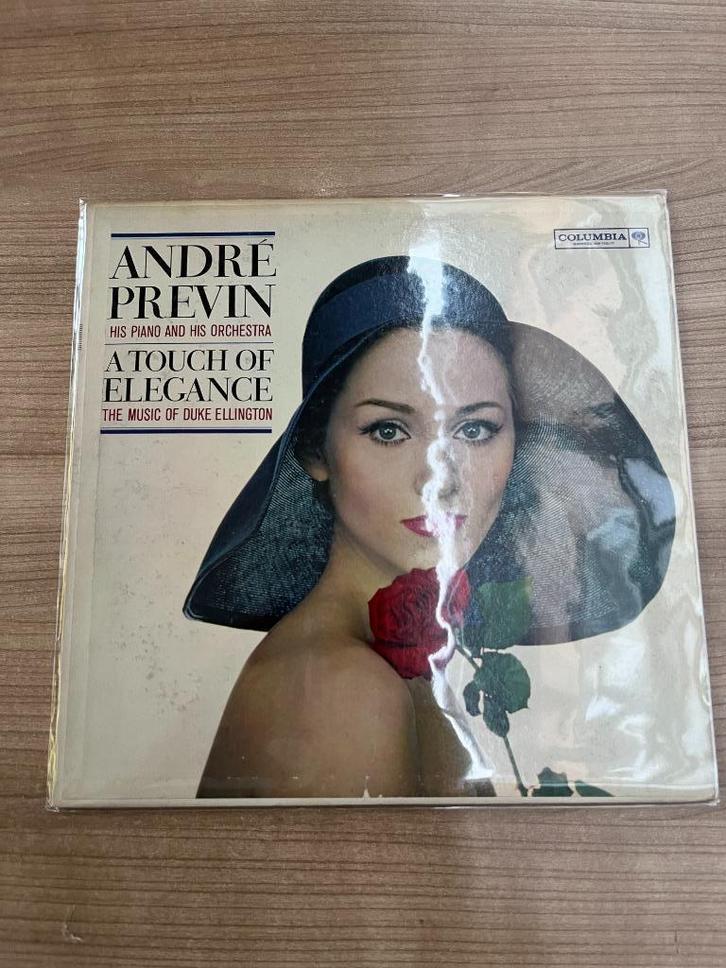 ANDRÉ
PREVIN
HIS PIANO AND HIS ORCHESTRA
A TOUCH OF
ELEGANCE
THE MUSIC OF DUKE ELLINGTON
COLUMBIA